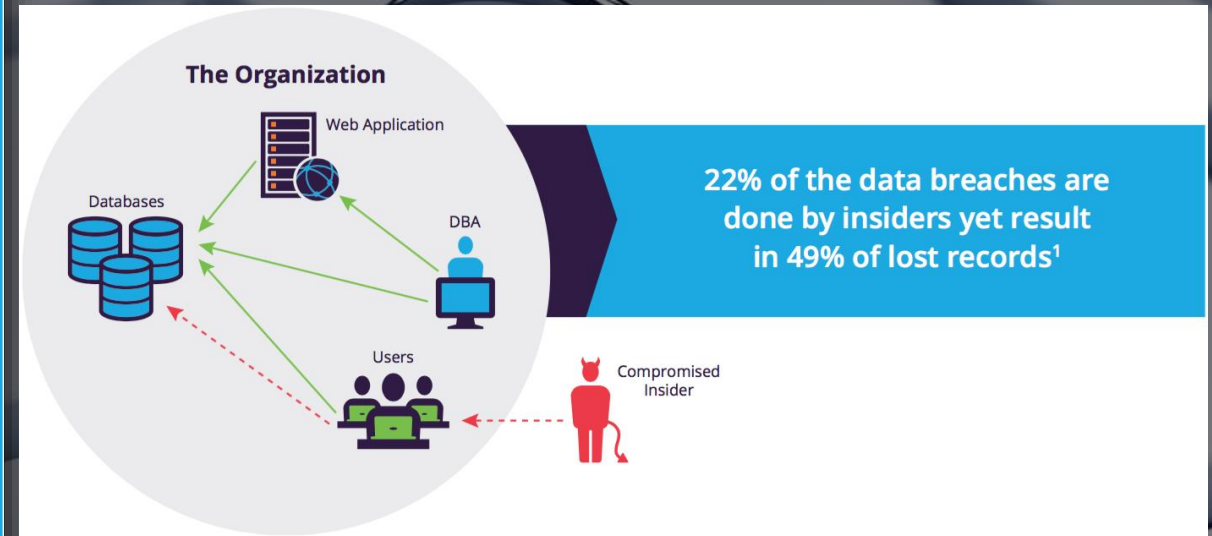 The Organization
Web Application
Databases
DBA
Users
Compromised
Insider
22% of the data breaches are
done by insiders yet result
in 49% of lost records¹